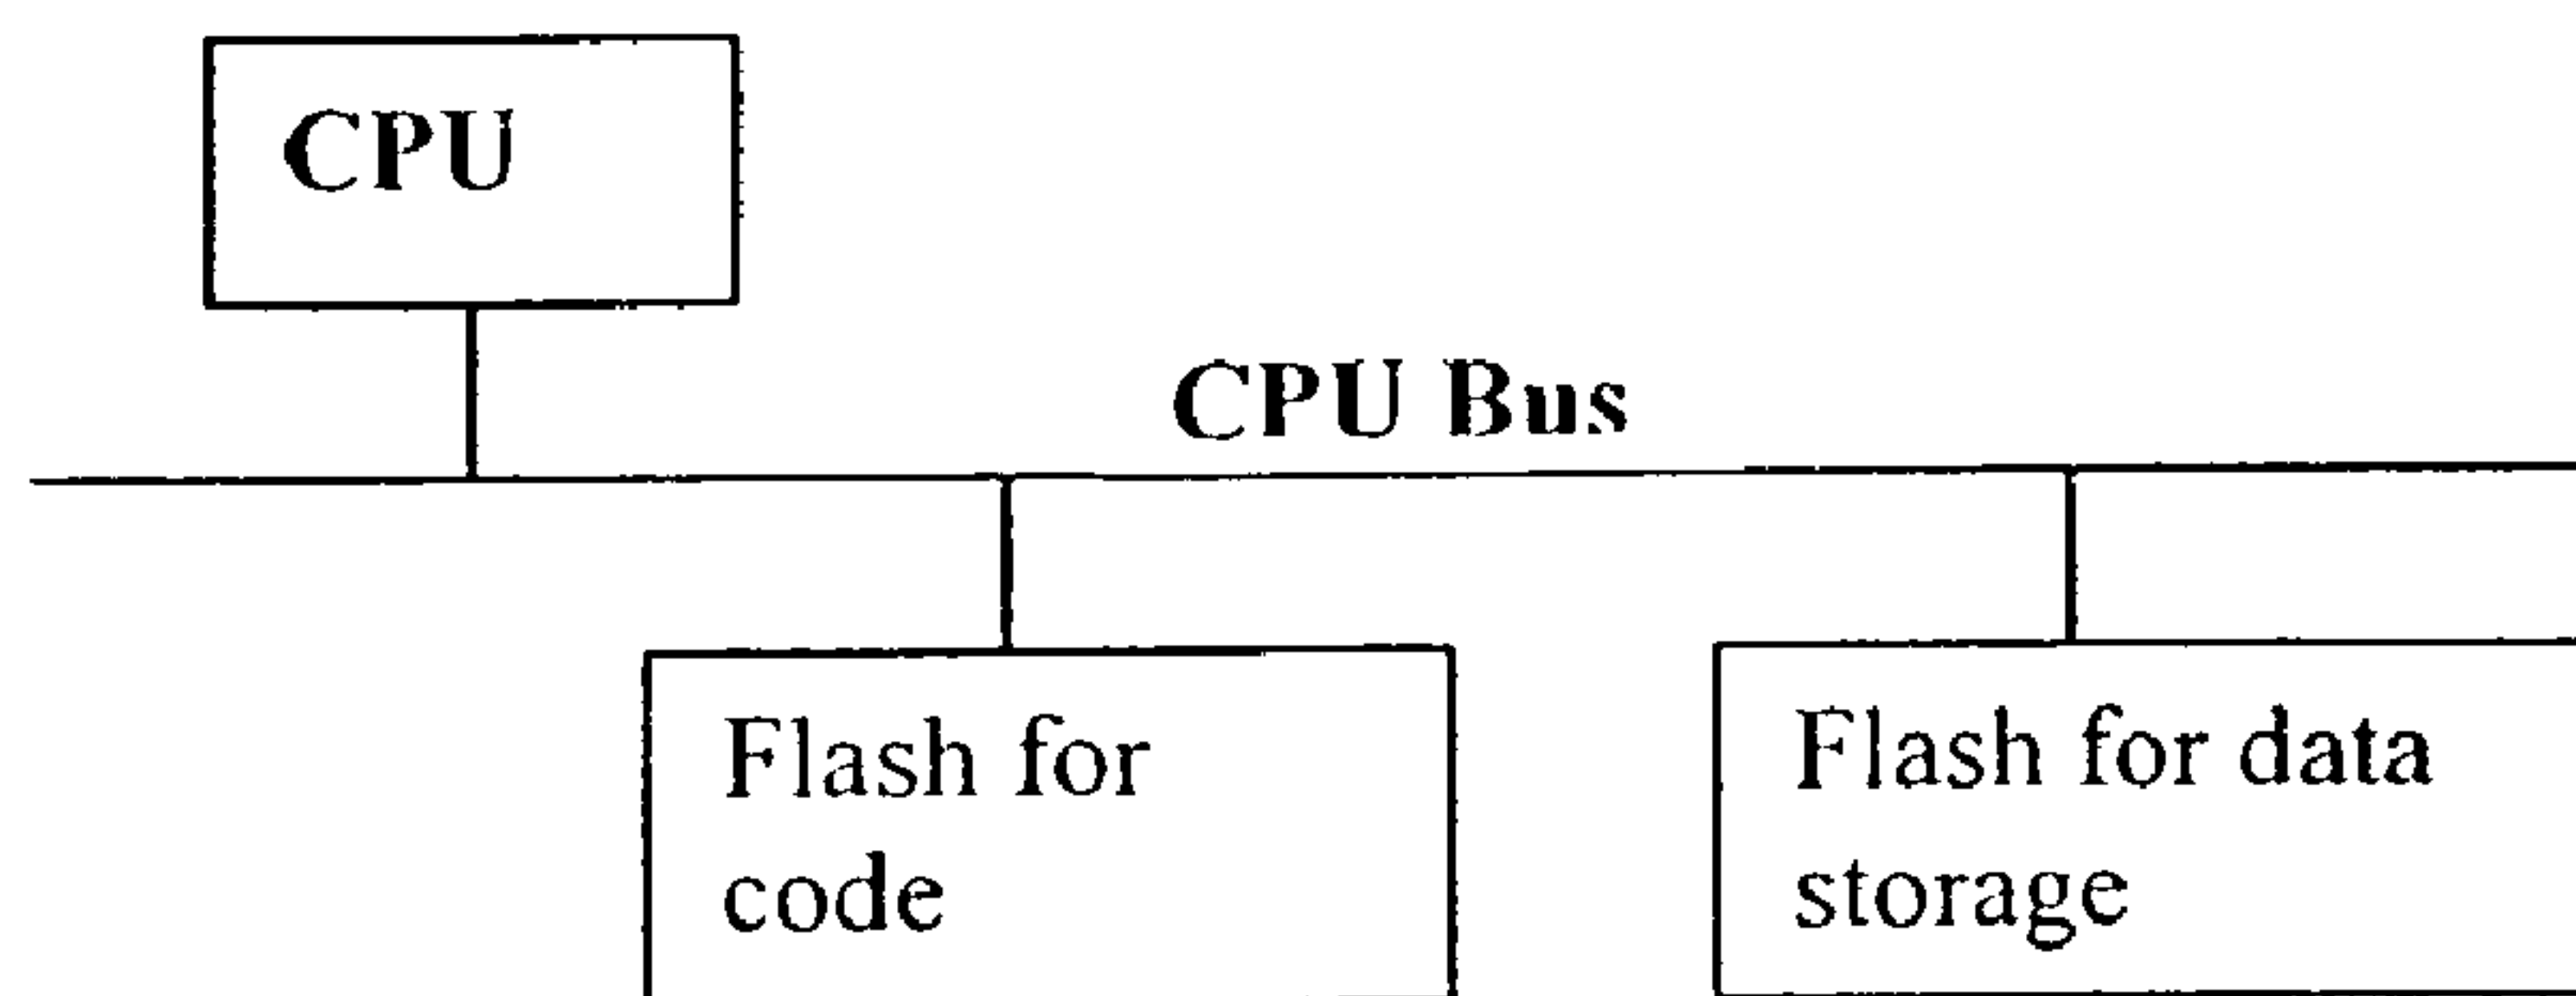 CPU
CPU Bus
Flash for
code
Flash for data
storage